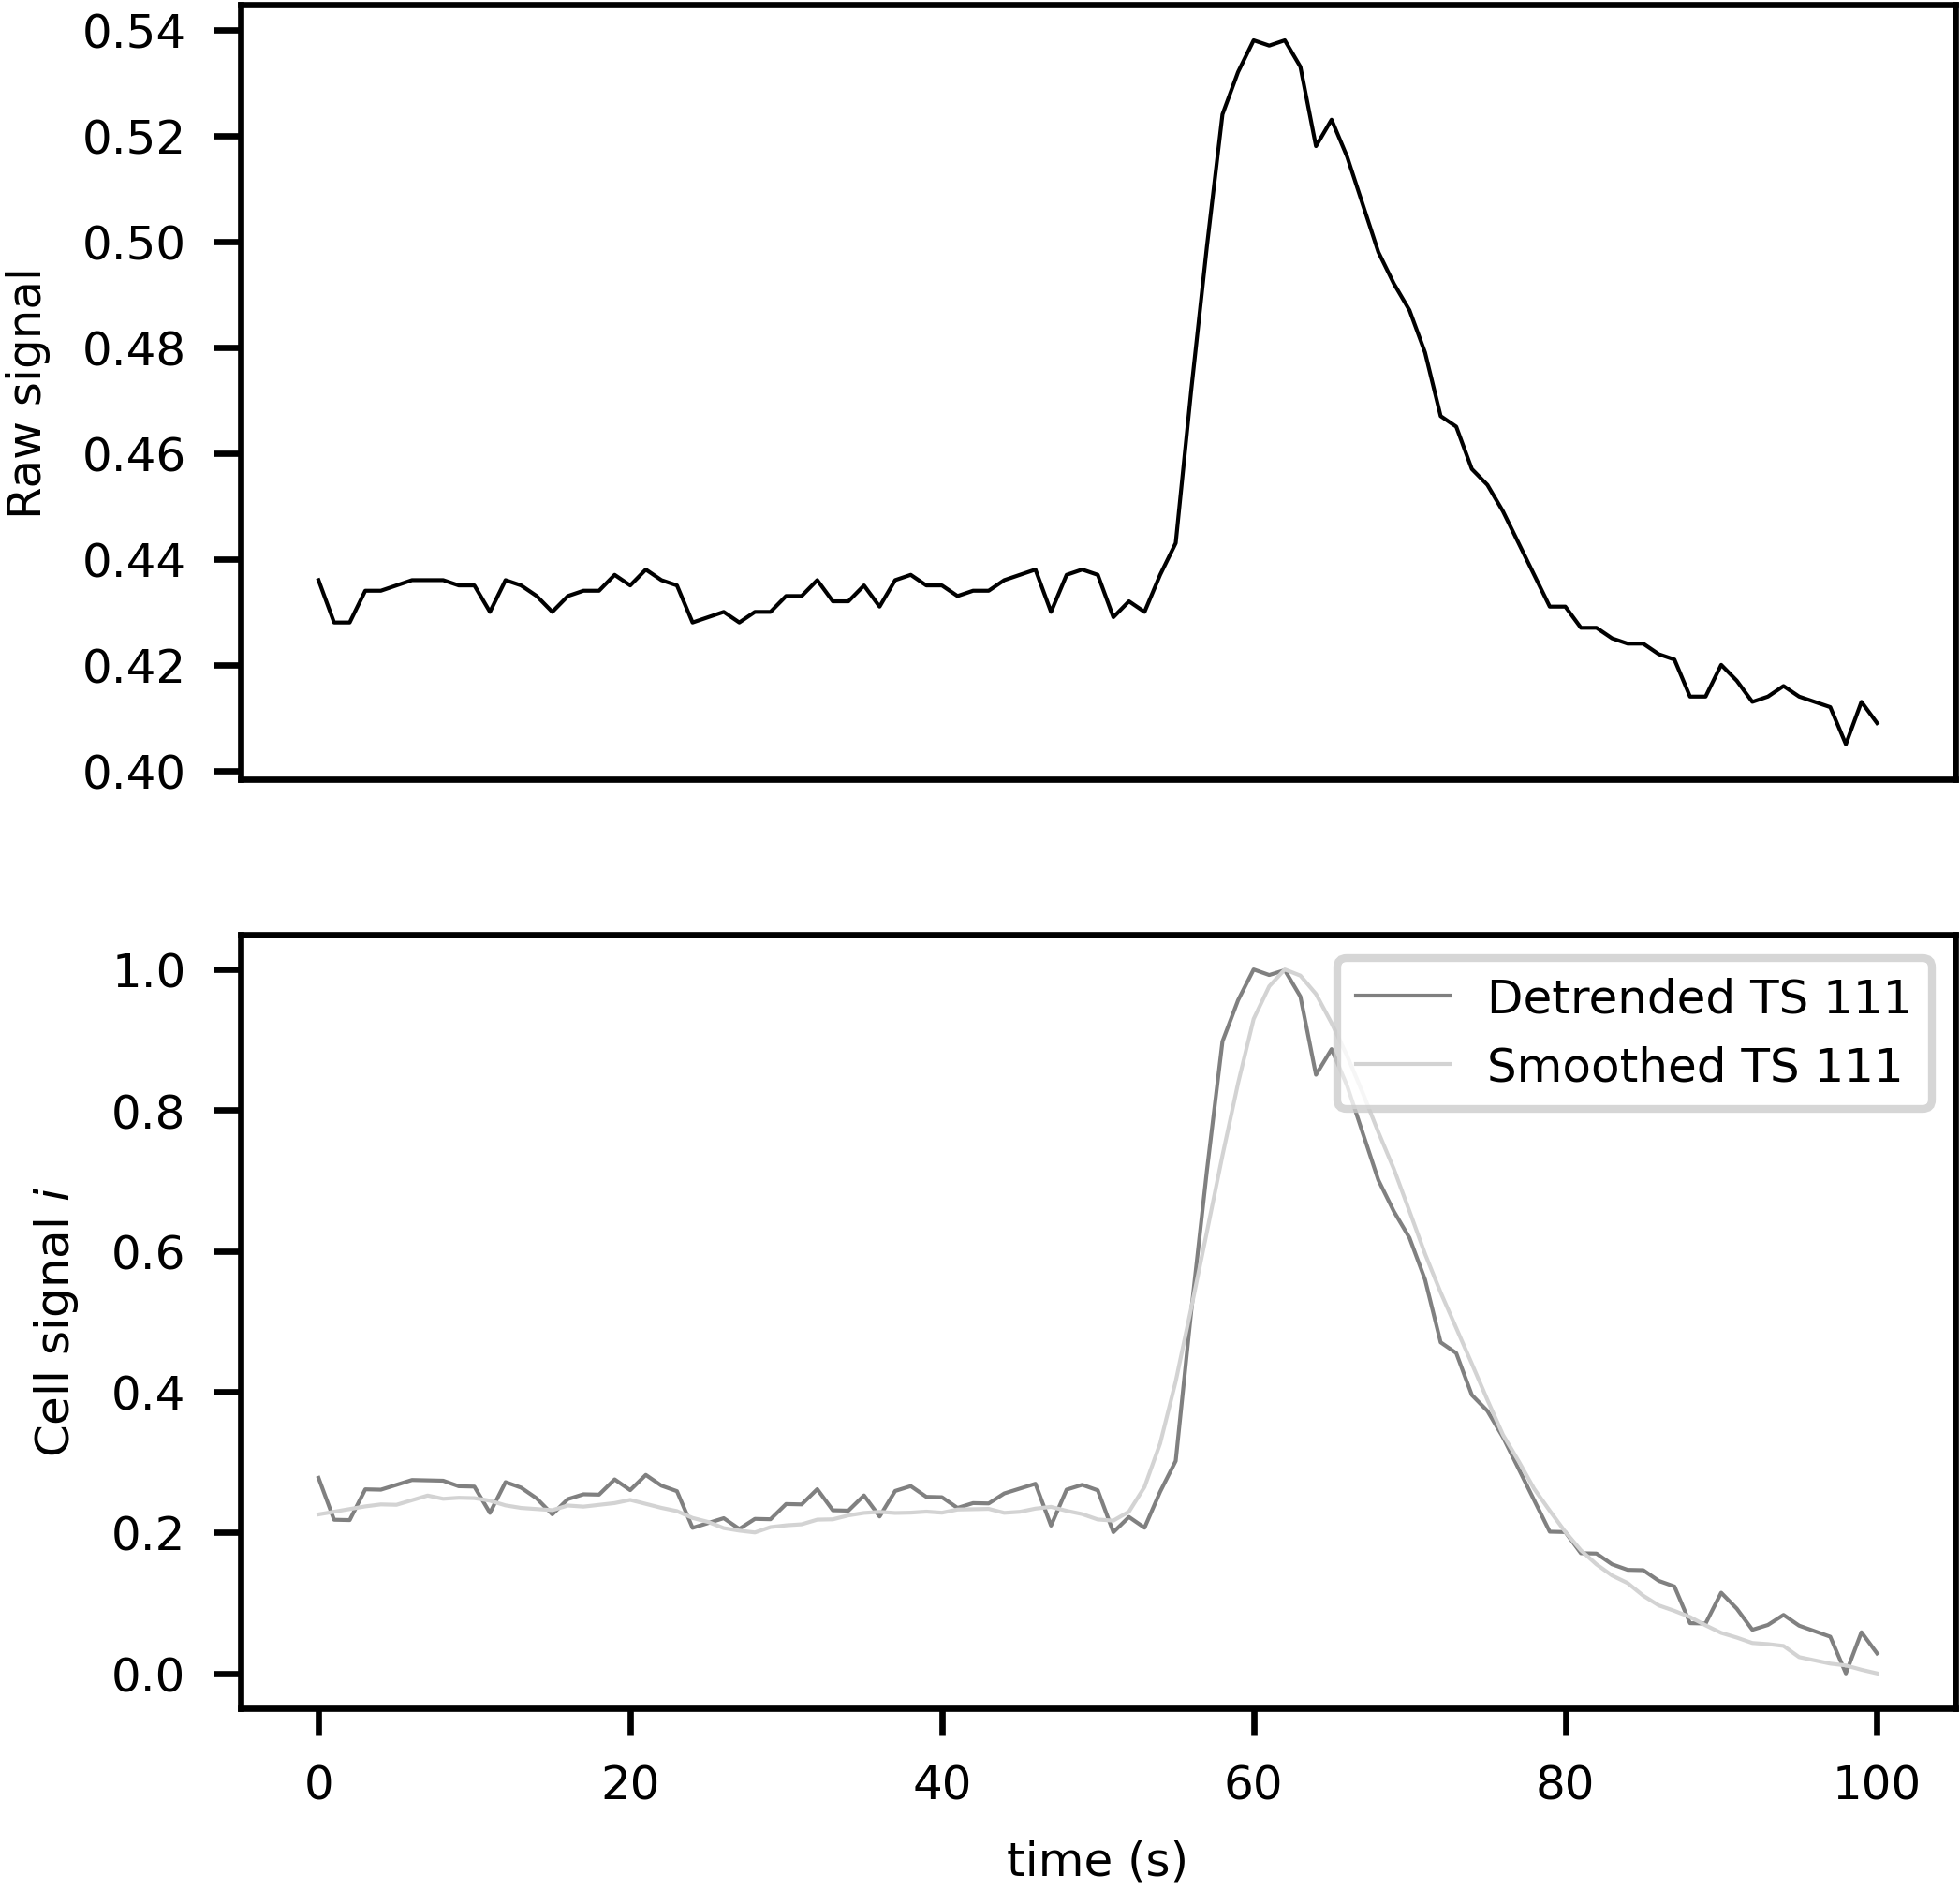 Raw signal
0.54
0.52
0.50
0.48
0.46
0.44
0.42
0.40
Cell signal i
1.0
0.8
0.6
0.4
0.2
0.0
Detrended TS 111
Smoothed TS 111
0 20 40 60 80 100
time (s)